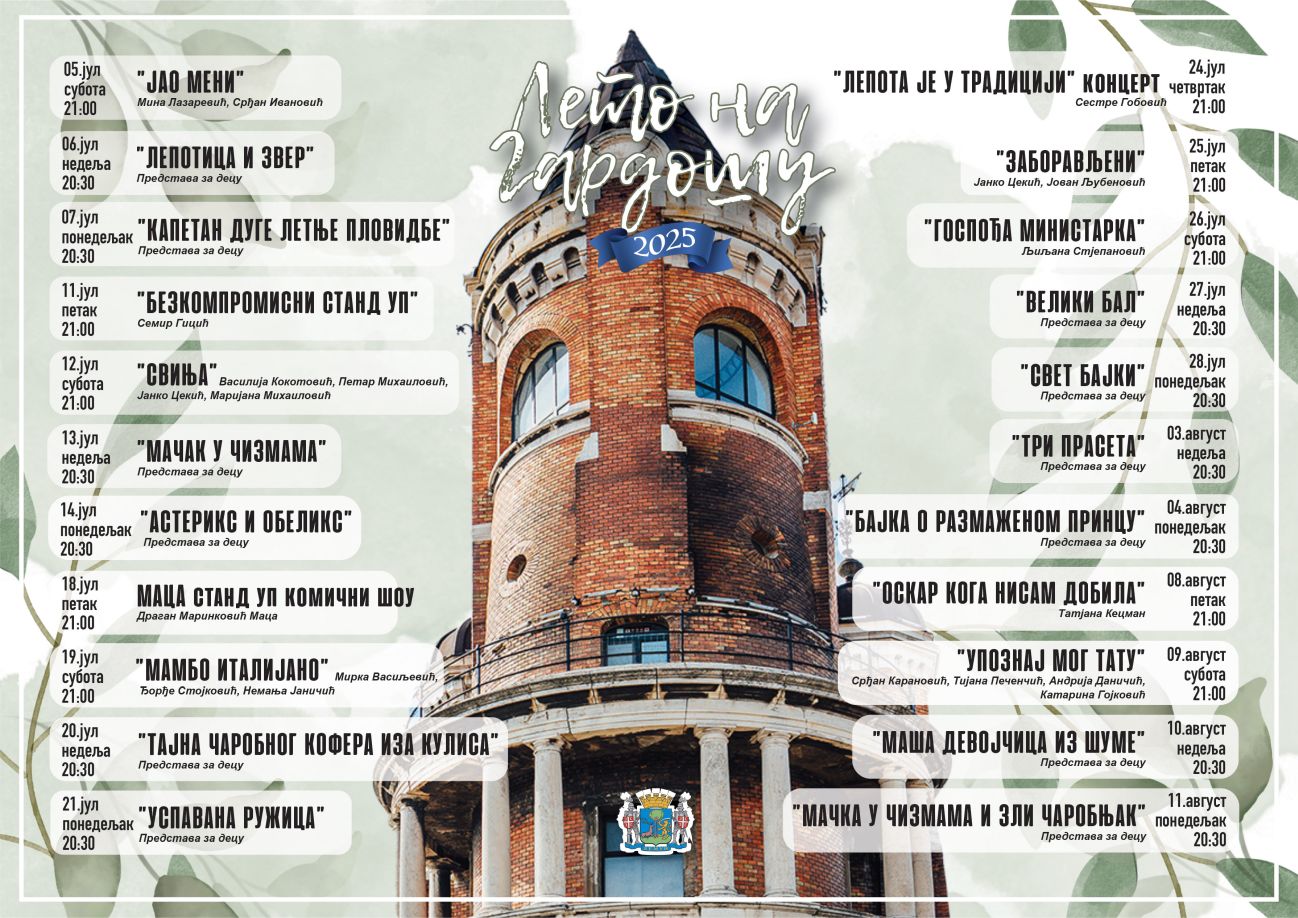 Лето на
Гардошу
2025
05.јул
субота
21:00
"ЈАО МЕНИ"
Мина Лазаревић, Срђан Ивановић
06.јул
недеља
20:30
"ЛЕПОТИЦА И ЗВЕР"
Представа за децу
07.јул
понедељак
20:30
"КАПЕТАН ДУГЕ ЛЕТЊЕ ПЛОВИДБЕ"
Представа за децу
11.јул
петак
21:00
"БЕЗКОМПРОМИСНИ СТАНД УП"
Семир Гицић
12.јул
субота
21:00
"СВИЊА" Василија Кокотовић, Петар Михаиловић,
Јанко Цекић, Маријана Михаиловић
13.јул
недеља
20:30
"МАЧАК У ЧИЗМАМА"
Представа за децу
14.јул
понедељак
20:30
"АСТЕРИКС И ОБЕЛИКС"
Представа за децу
18.јул
петак
21:00
МАЦА СТАНД УП КОМИЧНИ ШОУ
Драган Маринковић Маца
19.јул
субота
21:00
"МАМБО ИТАЛИЈАНО" Мирка Васиљевић,
Ђорђе Стојковић, Немања Јаничић
20.јул
недеља
20:30
"ТАЈНА ЧАРОБНОГ КОФЕРА ИЗА КУЛИСА"
Представа за децу
21.јул
понедељак
20:30
"УСПАВАНА РУЖИЦА"
Представа за децу
"ЛЕПОТА ЈЕ У ТРАДИЦИЈИ" КОНЦЕРТ
Сестре Гобовић
24.јул
четвртак
21:00
"ЗАБОРАВЉЕНИ"
Јанко Цекић, Јован Љубеновић
25.јул
петак
21:00
"ГОСПОЂА МИНИСТАРКА"
Љиљана Стјепановић
26.јул
субота
21:00
"ВЕЛИКИ БАЛ"
Представа за децу
27.јул
недеља
20:30
"СВЕТ БАЈКИ"
Представа за децу
28.јул
понедељак
20:30
"ТРИ ПРАСЕТА"
Представа за децу
03.август
недеља
20:30
"БАЈКА О РАЗМАЖЕНОМ ПРИНЦУ"
Представа за децу
04.август
понедељак
20:30
"ОСКАР КОГА НИСАМ ДОБИЛА"
Татјана Кецман
08.август
петак
21:00
"УПОЗНАЈ МОГ ТАТУ"
Срђан Карановић, Тијана Печенчић, Андрија Даничић,
Катарина Гојковић
09.август
субота
21:00
"МАША ДЕВОЈЧИЦА ИЗ ШУМЕ"
Представа за децу
10.август
недеља
20:30
"МАЧКА У ЧИЗМАМА И ЗЛИ ЧАРОБЊАК"
Представа за децу
11.август
понедељак
20:30